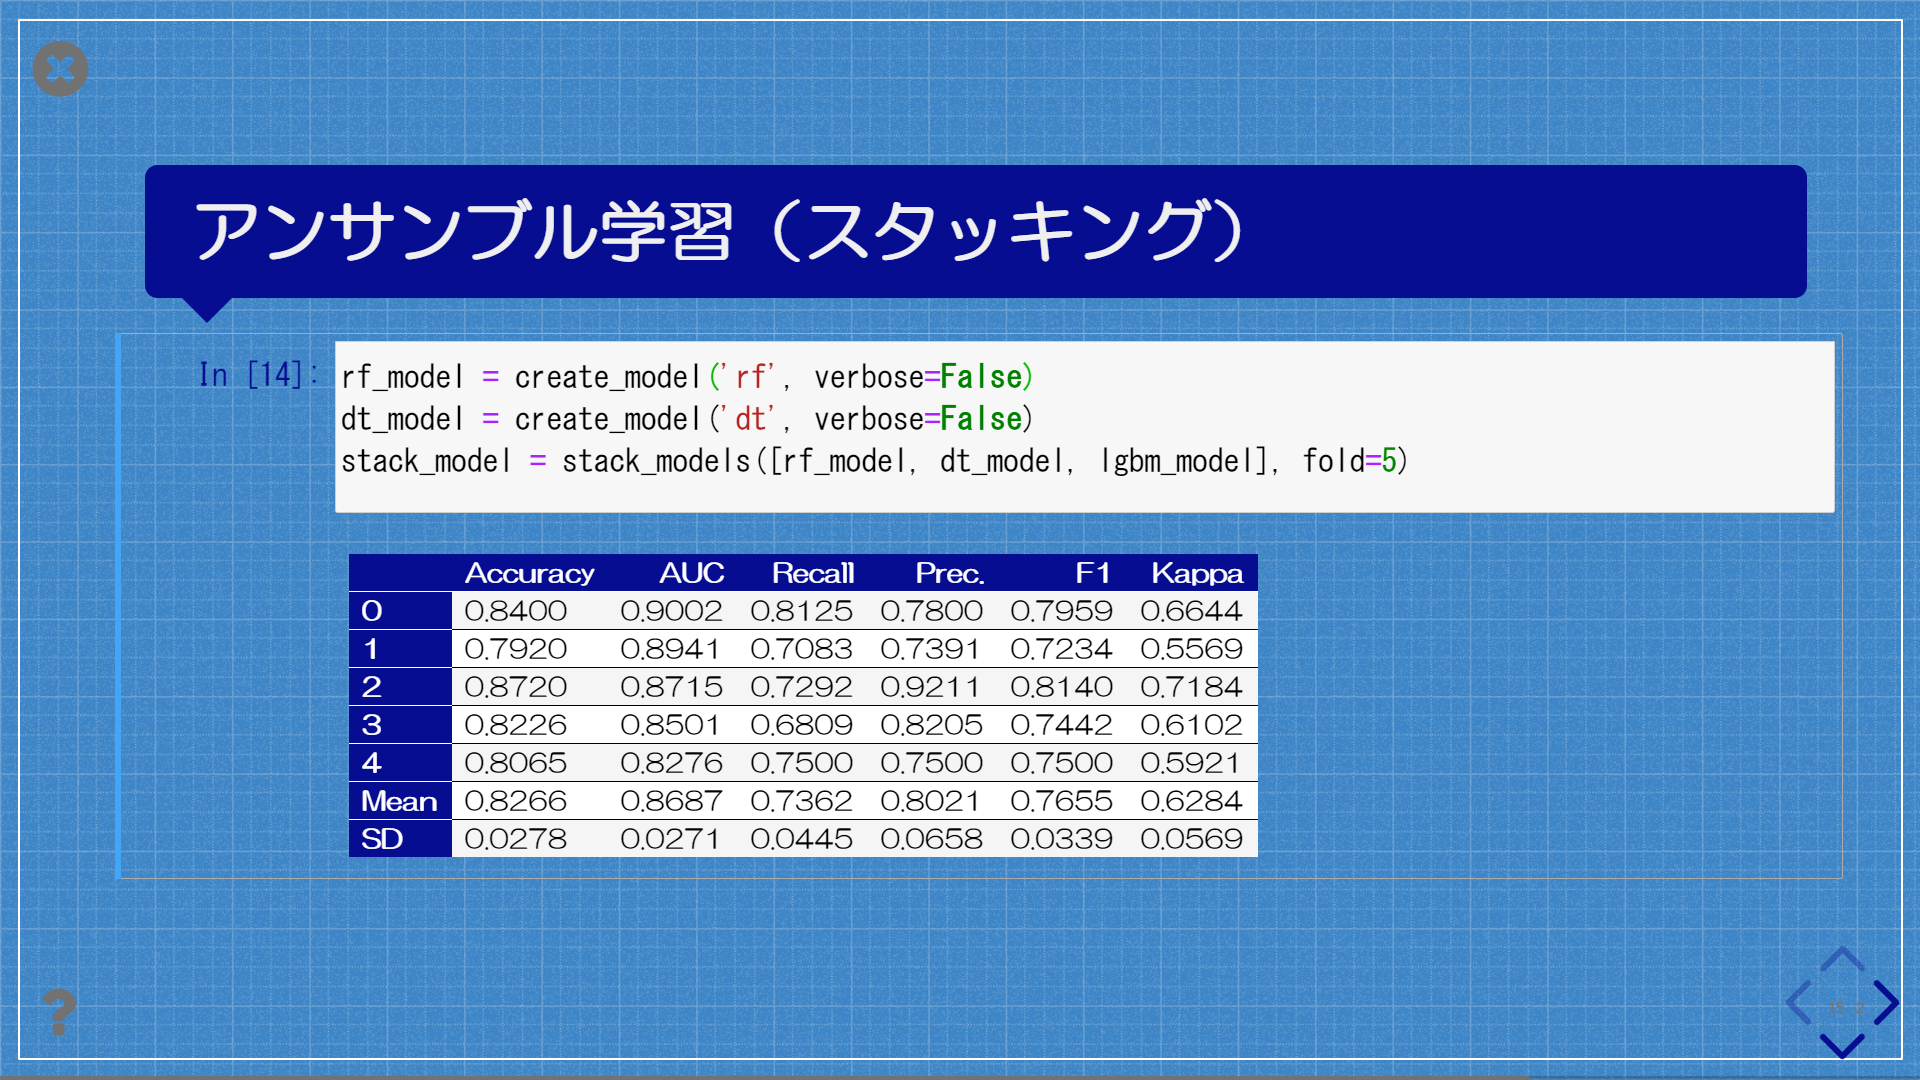 アンサンブル学習（スタッキング）
In [14]: rf_model = create_model('rf', verbose=False)
dt_model = create_model('dt', verbose=False)
stack_model = stack_models([rf_model, dt_model, lgbm_model], fold=5)
Accuracy AUC Recall Prec. F1 Kappa
0 0.8400 0.9002 0.8125 0.7800 0.7959 0.6644
1 0.7920 0.8941 0.7083 0.7391 0.7234 0.5569
2 0.8720 0.8715 0.7292 0.9211 0.8140 0.7184
3 0.8226 0.8501 0.6809 0.8205 0.7442 0.6102
4 0.8065 0.8276 0.7500 0.7500 0.7500 0.5921
Mean 0.8266 0.8687 0.7362 0.8021 0.7655 0.6284
SD 0.0278 0.0271 0.0445 0.0658 0.0339 0.0569
?